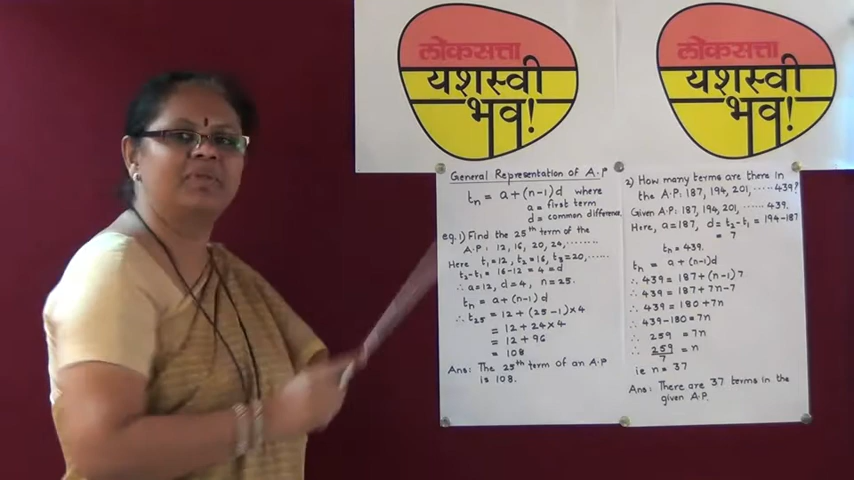 लोकसत्ता
यशस्वी
भव!
लोकसत्ता
यशस्वी
भव!
General Representation of A.P
tn = a+(n-1)d where
a = first term
d = common difference
eg.1) Find the 25th term of the
A.P: 12, 16, 20, 24,........
Here t1=12, t2=16, t3=20,......
t2-t1=16-12=4=d
∴ a=12, d=4, n=25.
tn = a+(n-1)d
∴ t25 = 12+(25-1)×4
= 12+24×4
= 12+96
= 108
Ans: The 25th term of an A.P
is 108.
2) How many terms are there in
the A.P: 187, 194, 201,......439?
Given A.P: 187, 194, 201, ......439.
Here, a=187, d=t2-t1=194-187
= 7
tn = 439.
tn = a+(n-1)d
∴ 439=187+(n-1)7
∴ 439=187+7n-7
∴ 439=180+7n
∴ 439-180=7n
∴ 259=7n
∴ 259/7=n
ie n=37
Ans: There are 37 terms in the
given A.P.